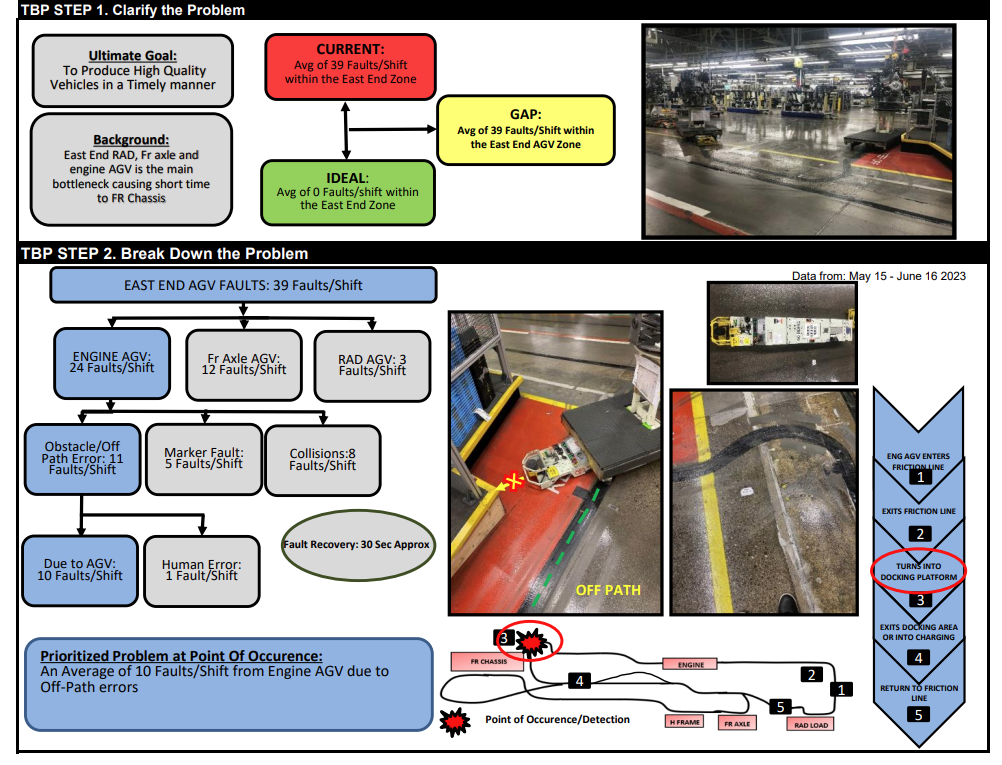 TBP STEP 1. Clarify the Problem
Ultimate Goal:
To Produce High Quality
Vehicles in a Timely manner
Background:
East End RAD, Fr axle and
engine AGV is the main
bottleneck causing short time
to FR Chassis
CURRENT:
Avg of 39 Faults/Shift
within the East End Zone
GAP:
Avg of 39 Faults/Shift within
the East End AGV Zone
IDEAL:
Avg of 0 Faults/shift within
the East End Zone
TBP STEP 2. Break Down the Problem
Data from: May 15 - June 16 2023
EAST END AGV FAULTS: 39 Faults/Shift
ENGINE AGV:
24 Faults/Shift
Fr Axle AGV:
12 Faults/Shift
RAD AGV: 3
Faults/Shift
Obstacle/Off
Path Error: 11
Faults/Shift
Marker Fault:
5 Faults/Shift
Collisions:8
Faults/Shift
Due to AGV:
10 Faults/Shift
Human Error:
1 Fault/Shift
Fault Recovery: 30 Sec Approx
X
OFF PATH
ENG AGV ENTERS
FRICTION LINE
1
EXITS FRICTION LINE
2
TURNS INTO
DOCKING PLATFORM
3
EXITS DOCKING AREA
OR INTO CHARGING
4
RETURN TO FRICTION
LINE
5
Prioritized Problem at Point Of Occurence:
An Average of 10 Faults/Shift from Engine AGV due to
Off-Path errors
3
FR CHASSIS
ENGINE
4
2
1
5
H FRAME
FR AXLE
RAD LOAD
Point of Occurence/Detection